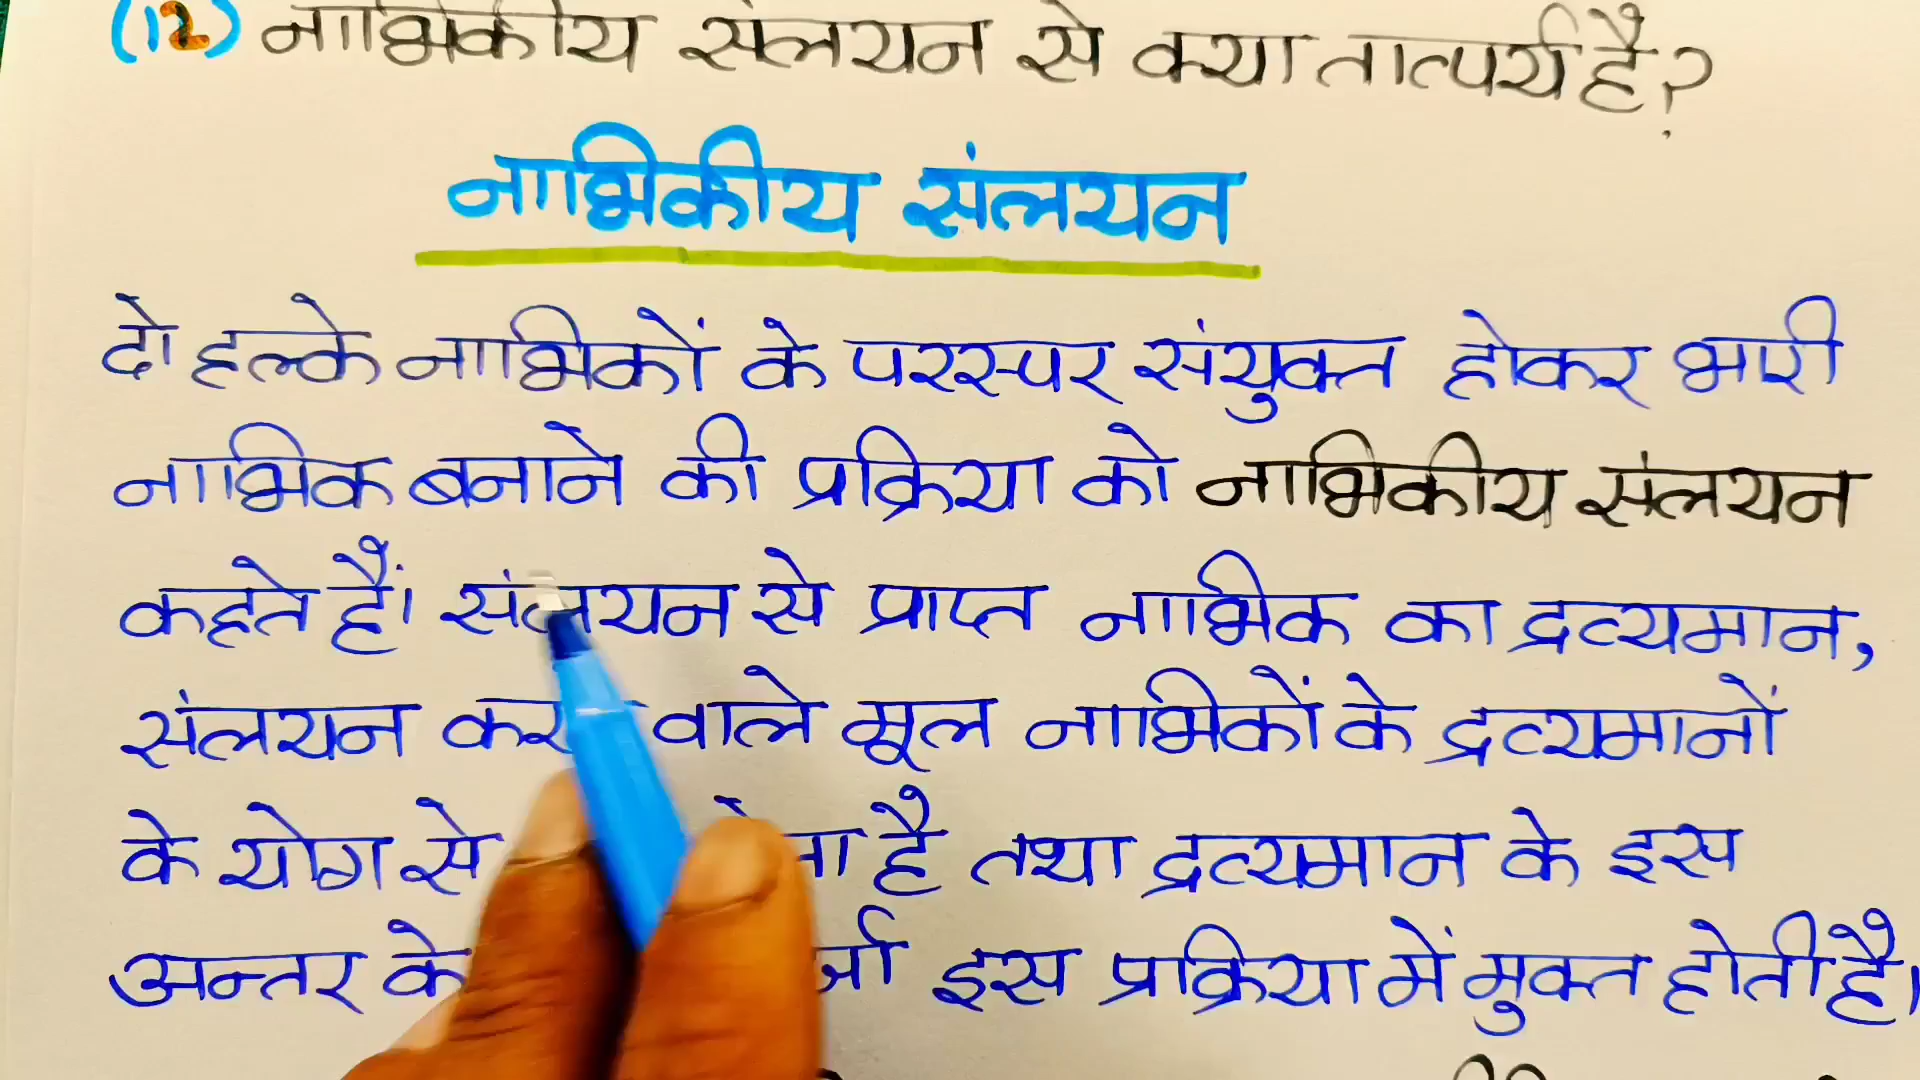 (12) नाभिकीय संलयन से क्या तात्पर्य है?
नाभिकीय संलयन
दो हल्के नाभिकों के परस्पर संयुक्त होकर भारी
नाभिक बनाने की प्रक्रिया को नाभिकीय संलयन
कहते हैं। संलयन से प्राप्त नाभिक का द्रव्यमान,
संलयन वाले मूल नाभिकों के द्रव्यमानों
के योग से है तथा द्रव्यमान के इस
अन्तर के इस प्रक्रिया में मुक्त होती है।